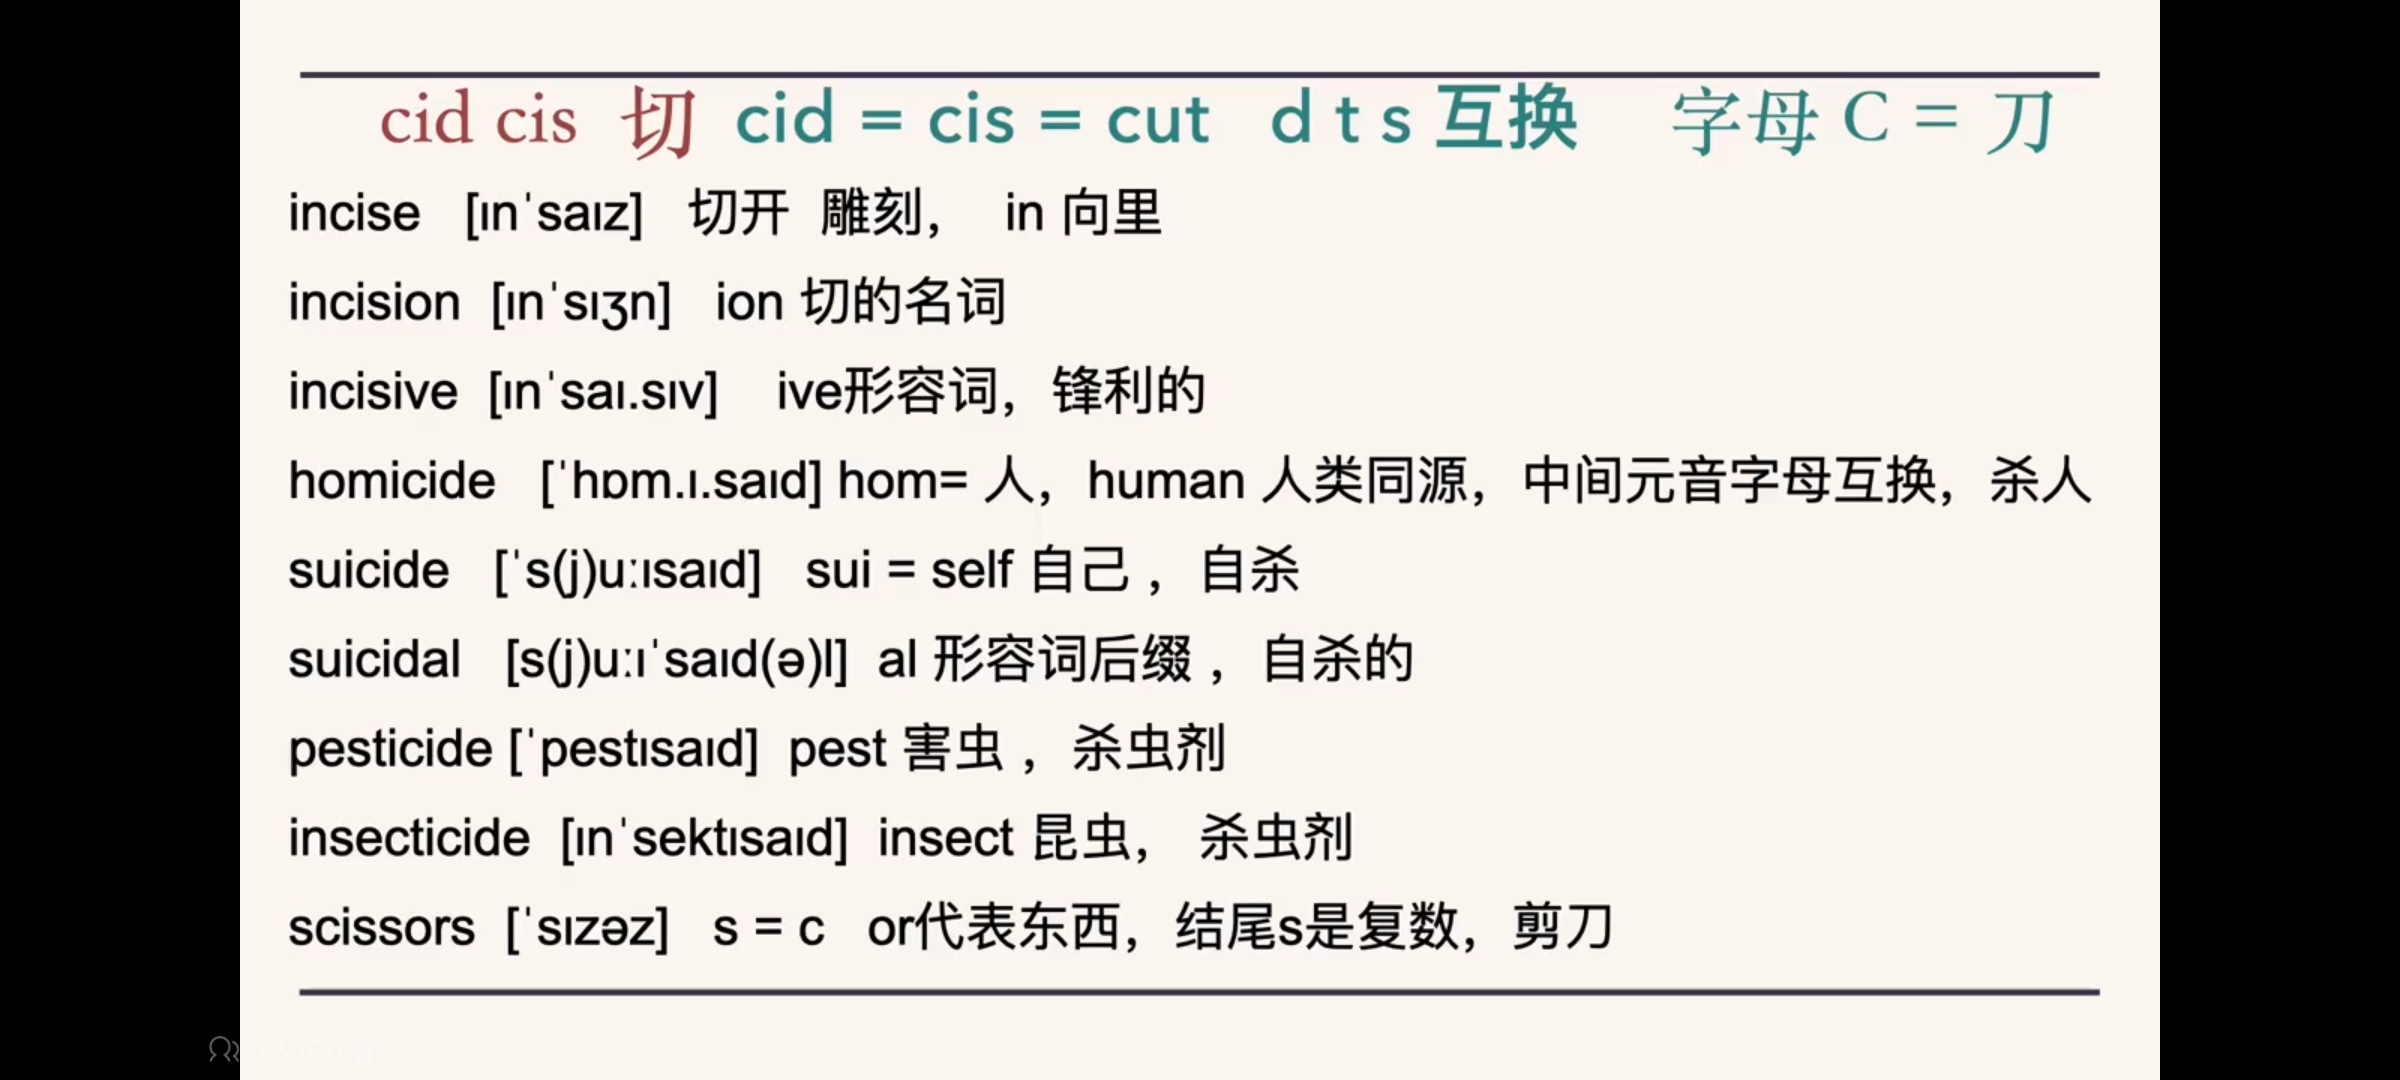 cid cis 切 cid = cis = cut d t s 互换 字母 C = 刀
incise [ɪnˈsaɪz] 切开 雕刻， in 向里
incision [ɪnˈsɪʒn] ion 切的名词
incisive [ɪnˈsaɪ.sɪv] ive形容词，锋利的
homicide [ˈhɒm.ɪ.saɪd] hom= 人，human 人类同源，中间元音字母互换，杀人
suicide [ˈs(j)uːɪsaɪd] sui = self 自己 ，自杀
suicidal [s(j)uːɪˈsaɪd(ə)l] al 形容词后缀 ，自杀的
pesticide [ˈpestɪsaɪd] pest 害虫 ，杀虫剂
insecticide [ɪnˈsektɪsaɪd] insect 昆虫， 杀虫剂
scissors [ˈsɪzəz] s = c or代表东西，结尾s是复数，剪刀
1人正在看